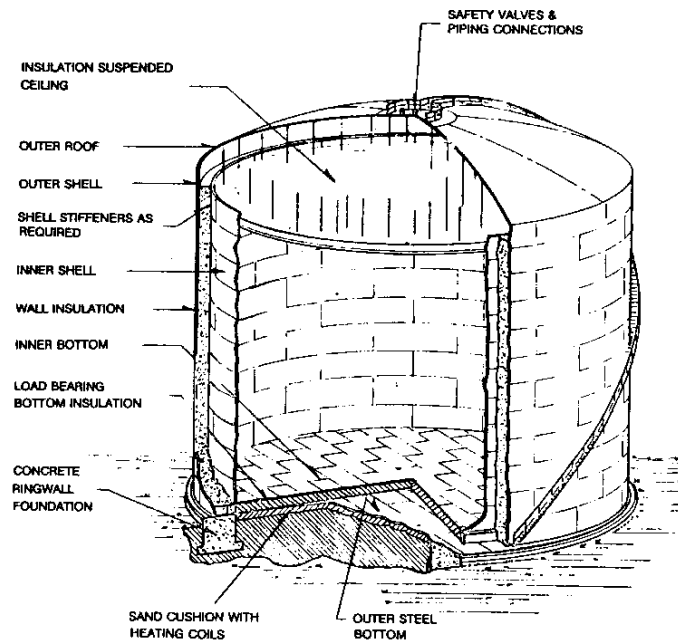 SAFETY VALVES &
PIPING CONNECTIONS
INSULATION SUSPENDED
CEILING
OUTER ROOF
OUTER SHELL
SHELL STIFFENERS AS
REQUIRED
INNER SHELL
WALL INSULATION
INNER BOTTOM
LOAD BEARING
BOTTOM INSULATION
CONCRETE
RINGWALL
FOUNDATION
SAND CUSHION WITH
HEATING COILS
OUTER STEEL
BOTTOM